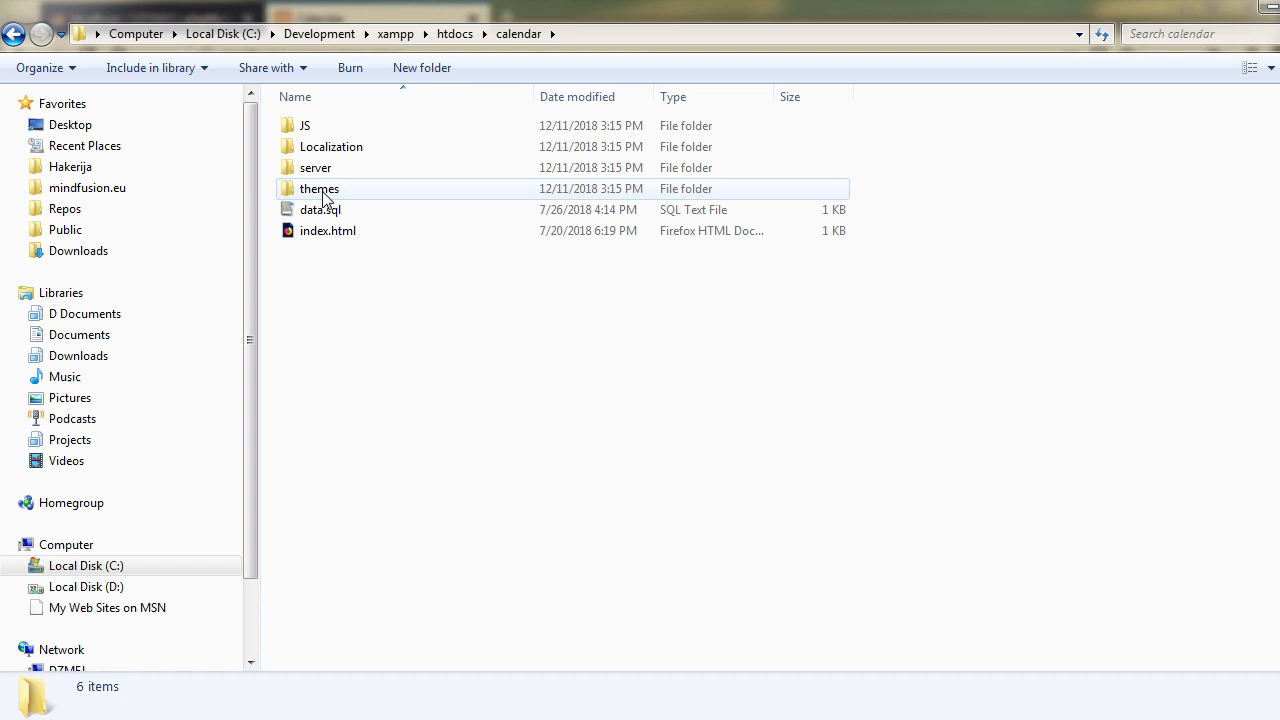 Computer Local Disk (C:) Development xampp htdocs calendar Search calendar
Organize Include in library Share with Burn New folder
Name Date modified Type Size
JS 12/11/2018 3:15 PM File folder
Localization 12/11/2018 3:15 PM File folder
server 12/11/2018 3:15 PM File folder
themes 12/11/2018 3:15 PM File folder
data.sql 7/26/2018 4:14 PM SQL Text File 1 KB
index.html 7/20/2018 6:19 PM Firefox HTML Doc... 1 KB
Favorites
Desktop
Recent Places
Hakerija
mindfusion.eu
Repos
Public
Downloads
Libraries
D Documents
Documents
Downloads
Music
Pictures
Podcasts
Projects
Videos
Homegroup
Computer
Local Disk (C:)
Local Disk (D:)
My Web Sites on MSN
Network
6 items